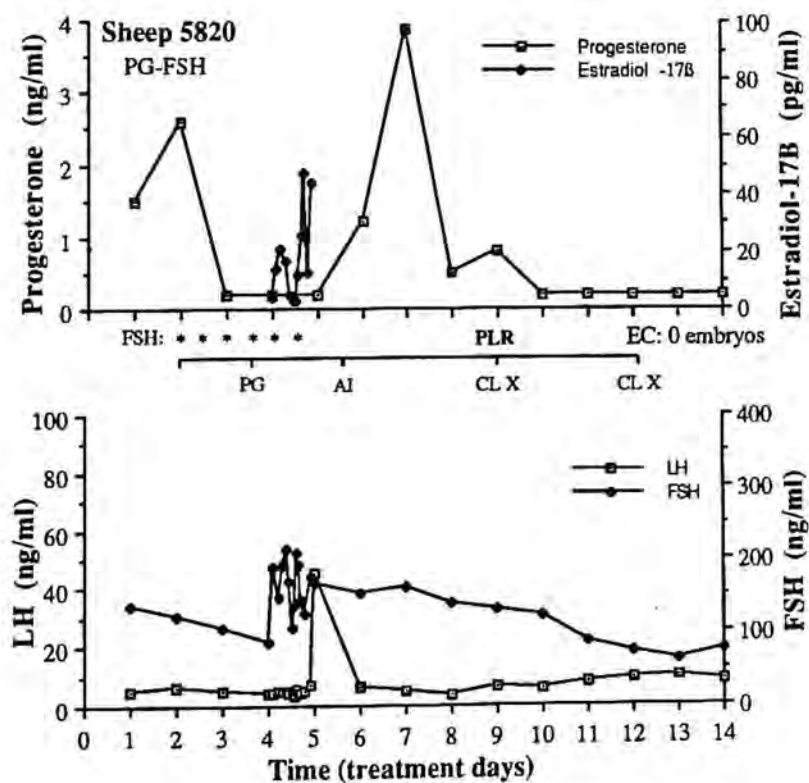 Sheep 5820
PG-FSH
Progesterone
Estradiol -17ß
Progesterone (ng/ml)
4
3
2
1
0
Estradiol-17B (pg/ml)
100
80
60
40
20
0
FSH: * * * * * *
PLR
EC: 0 embryos
PG
AI
CL X
CL X
LH
FSH
LH (ng/ml)
100
80
60
40
20
0
FSH (ng/ml)
400
300
200
100
0
0 1 2 3 4 5 6 7 8 9 10 11 12 13 14
Time (treatment days)